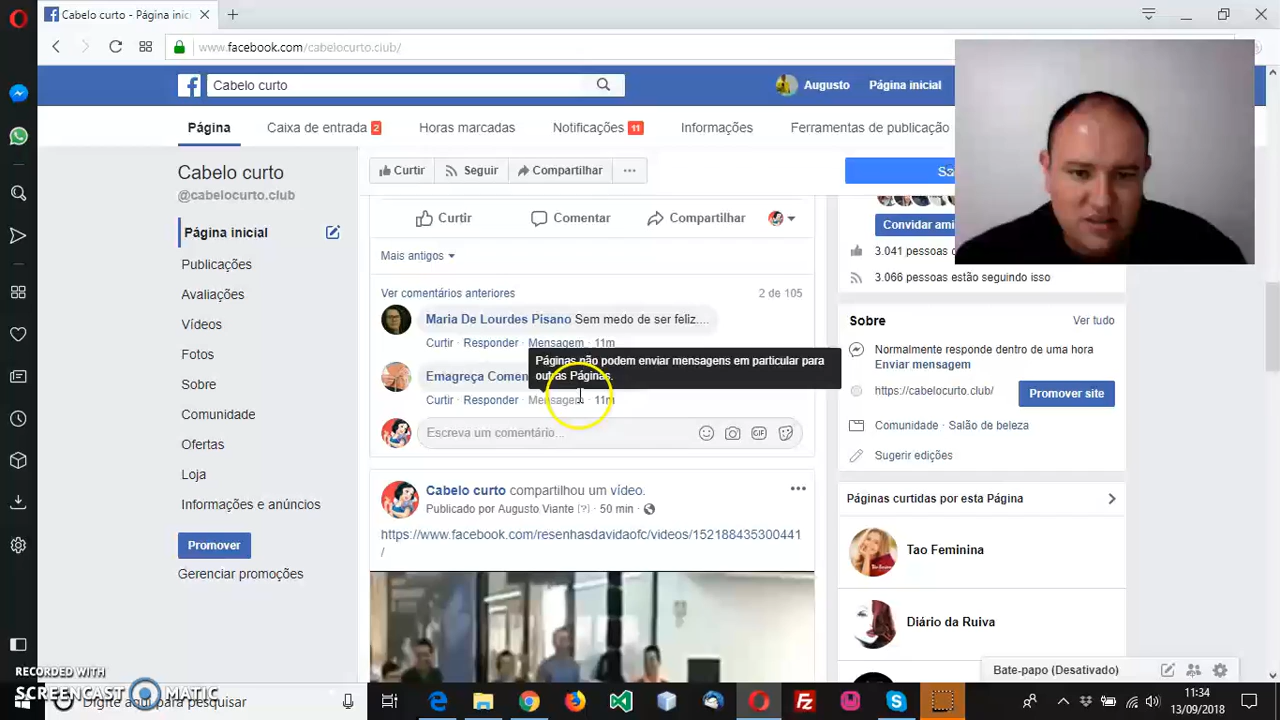 Cabelo curto - Página inic
www.facebook.com/cabelocurto.club/
Cabelo curto
Augusto
Página inicial
Página
Caixa de entrada 2
Horas marcadas
Notificações 11
Informações
Ferramentas de publicação
Cabelo curto
@cabelocurto.club
Página inicial
Publicações
Avaliações
Vídeos
Fotos
Sobre
Comunidade
Ofertas
Loja
Informações e anúncios
Promover
Gerenciar promoções
Curtir
Seguir
Compartilhar
Curtir
Comentar
Compartilhar
Mais antigos
Ver comentários anteriores
2 de 105
Maria De Lourdes Pisano Sem medo de ser feliz....
Curtir · Responder · Mensagem · 11m
Páginas não podem enviar mensagens em particular para
outras Páginas.
Emagreça Comen
Curtir · Responder · Mensagem · 11m
Escreva um comentário...
GIF
Cabelo curto compartilhou um vídeo.
Publicado por Augusto Viante [?] · 50 min ·
https://www.facebook.com/resenhasdavidaofc/videos/152188435300441
/
Convidar ami
3.041 pessoas
3.066 pessoas estão seguindo isso
Sobre
Ver tudo
Normalmente responde dentro de uma hora
Enviar mensagem
https://cabelocurto.club/
Promover site
Comunidade · Salão de beleza
Sugerir edições
Páginas curtidas por esta Página
Tao Feminina
Diário da Ruiva
Bate-papo (Desativado)
RECORDED WITH
SCREENCAST MATIC
Digite aqui para pesquisar
11:34
13/09/2018